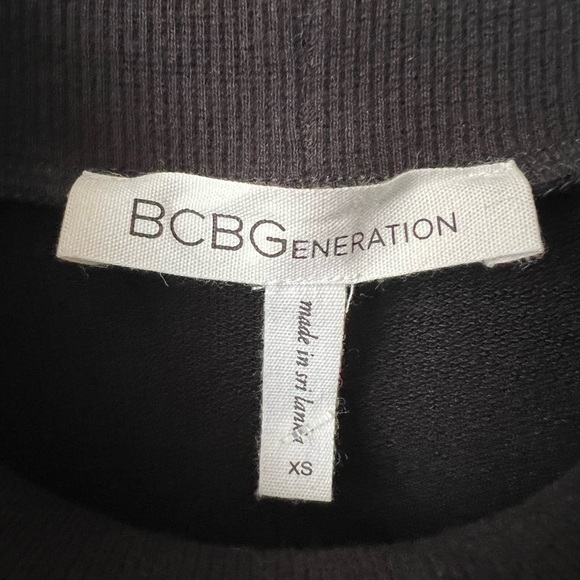 BCBGENERATION
made in sri lanka
XS